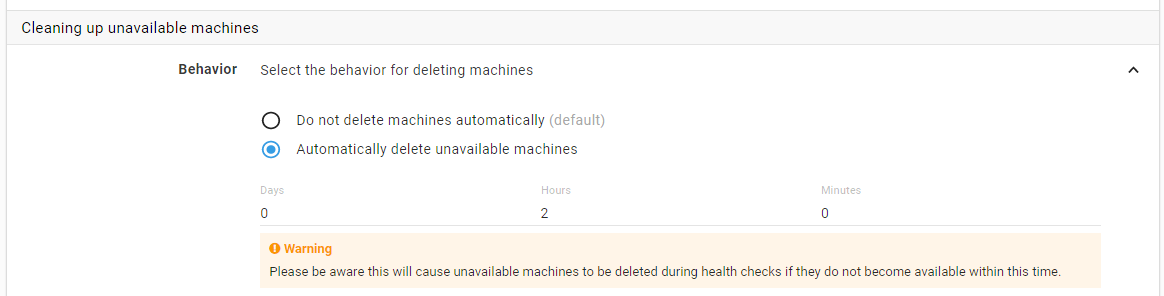 Cleaning up unavailable machines
Behavior Select the behavior for deleting machines
Do not delete machines automatically (default)
Automatically delete unavailable machines
Days Hours Minutes
0 2 0
Warning
Please be aware this will cause unavailable machines to be deleted during health checks if they do not become available within this time.